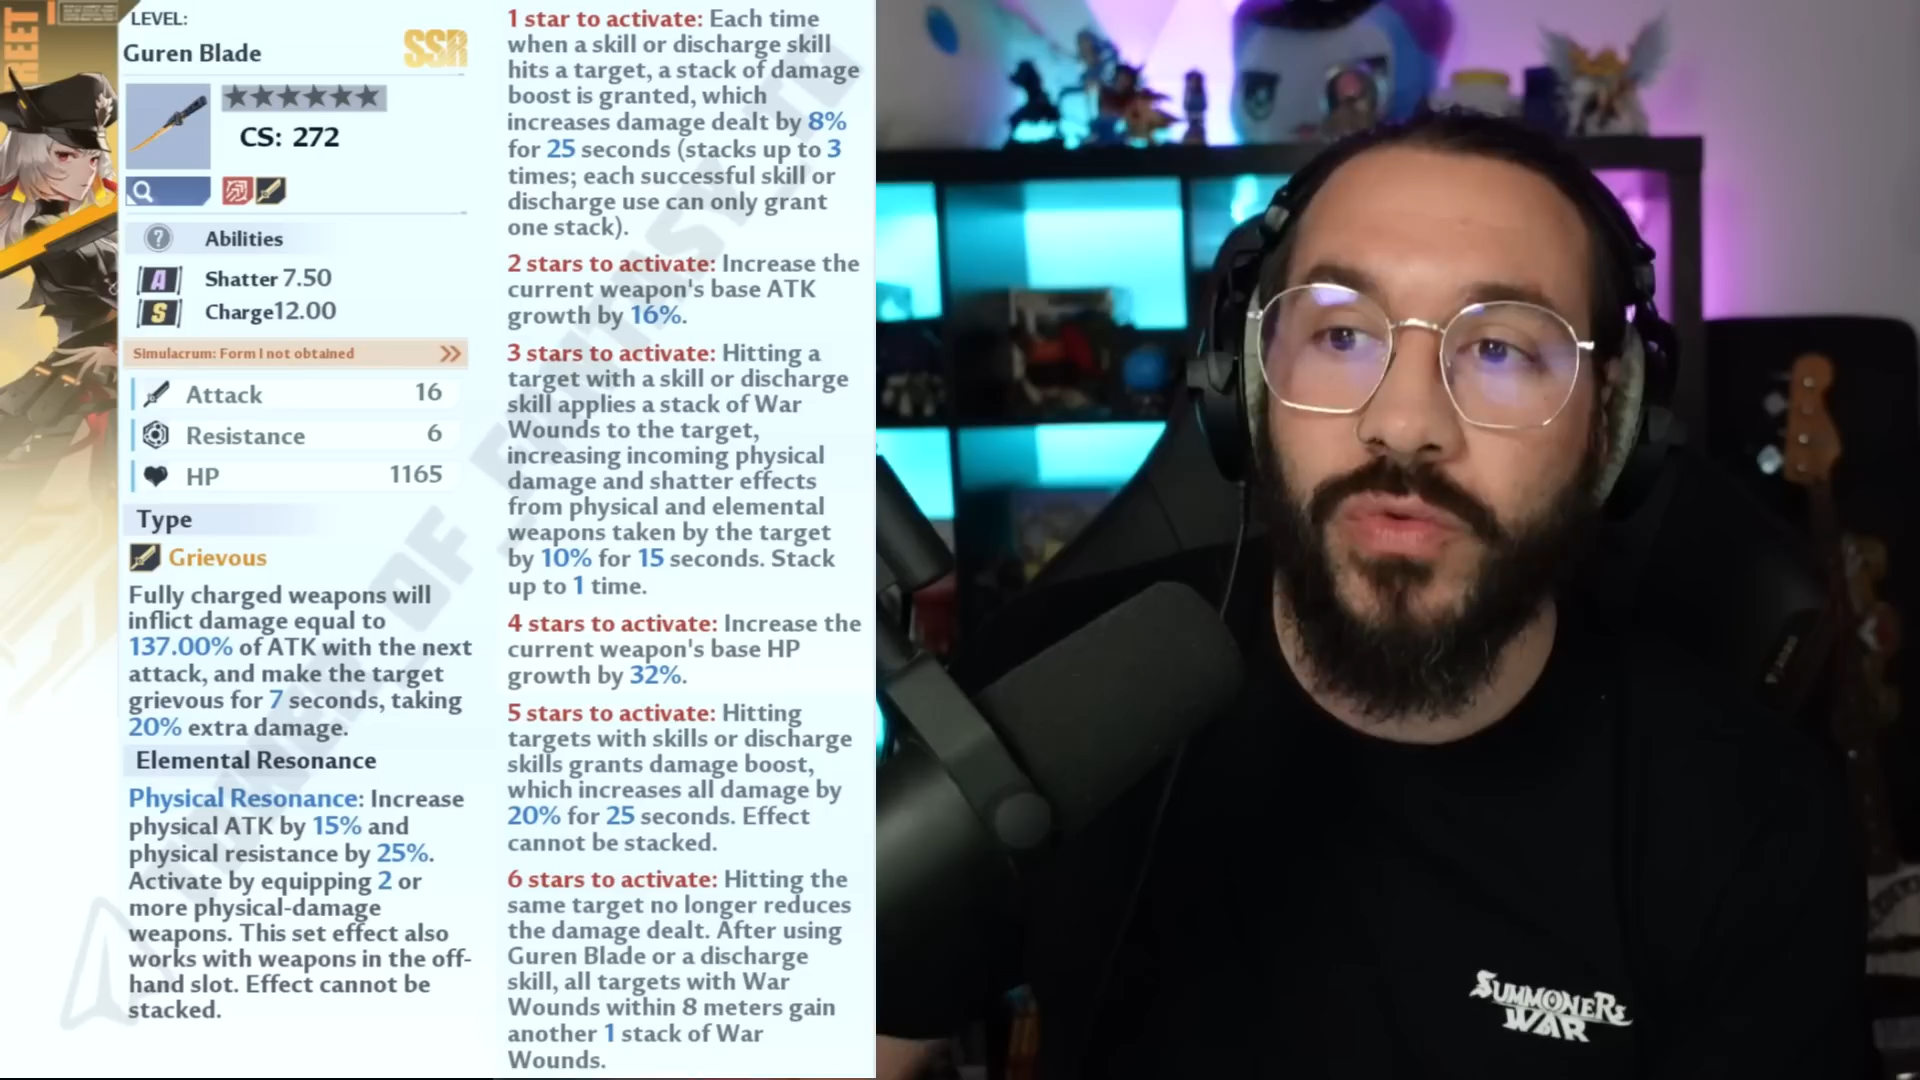 REET
LEVEL:
Guren Blade
SSR
CS: 272
Abilities
A Shatter 7.50
S Charge12.00
Simulacrum: Form I not obtained
Attack 16
Resistance 6
HP 1165
Type
Grievous
Fully charged weapons will
inflict damage equal to
137.00% of ATK with the next
attack, and make the target
grievous for 7 seconds, taking
20% extra damage.
Elemental Resonance
Physical Resonance: Increase
physical ATK by 15% and
physical resistance by 25%.
Activate by equipping 2 or
more physical-damage
weapons. This set effect also
works with weapons in the off-
hand slot. Effect cannot be
stacked.
1 star to activate: Each time
when a skill or discharge skill
hits a target, a stack of damage
boost is granted, which
increases damage dealt by 8%
for 25 seconds (stacks up to 3
times; each successful skill or
discharge use can only grant
one stack).
2 stars to activate: Increase the
current weapon's base ATK
growth by 16%.
3 stars to activate: Hitting a
target with a skill or discharge
skill applies a stack of War
Wounds to the target,
increasing incoming physical
damage and shatter effects
from physical and elemental
weapons taken by the target
by 10% for 15 seconds. Stack
up to 1 time.
4 stars to activate: Increase the
current weapon's base HP
growth by 32%.
5 stars to activate: Hitting
targets with skills or discharge
skills grants damage boost,
which increases all damage by
20% for 25 seconds. Effect
cannot be stacked.
6 stars to activate: Hitting the
same target no longer reduces
the damage dealt. After using
Guren Blade or a discharge
skill, all targets with War
Wounds within 8 meters gain
another 1 stack of War
Wounds.
SUMMONERS
WAR